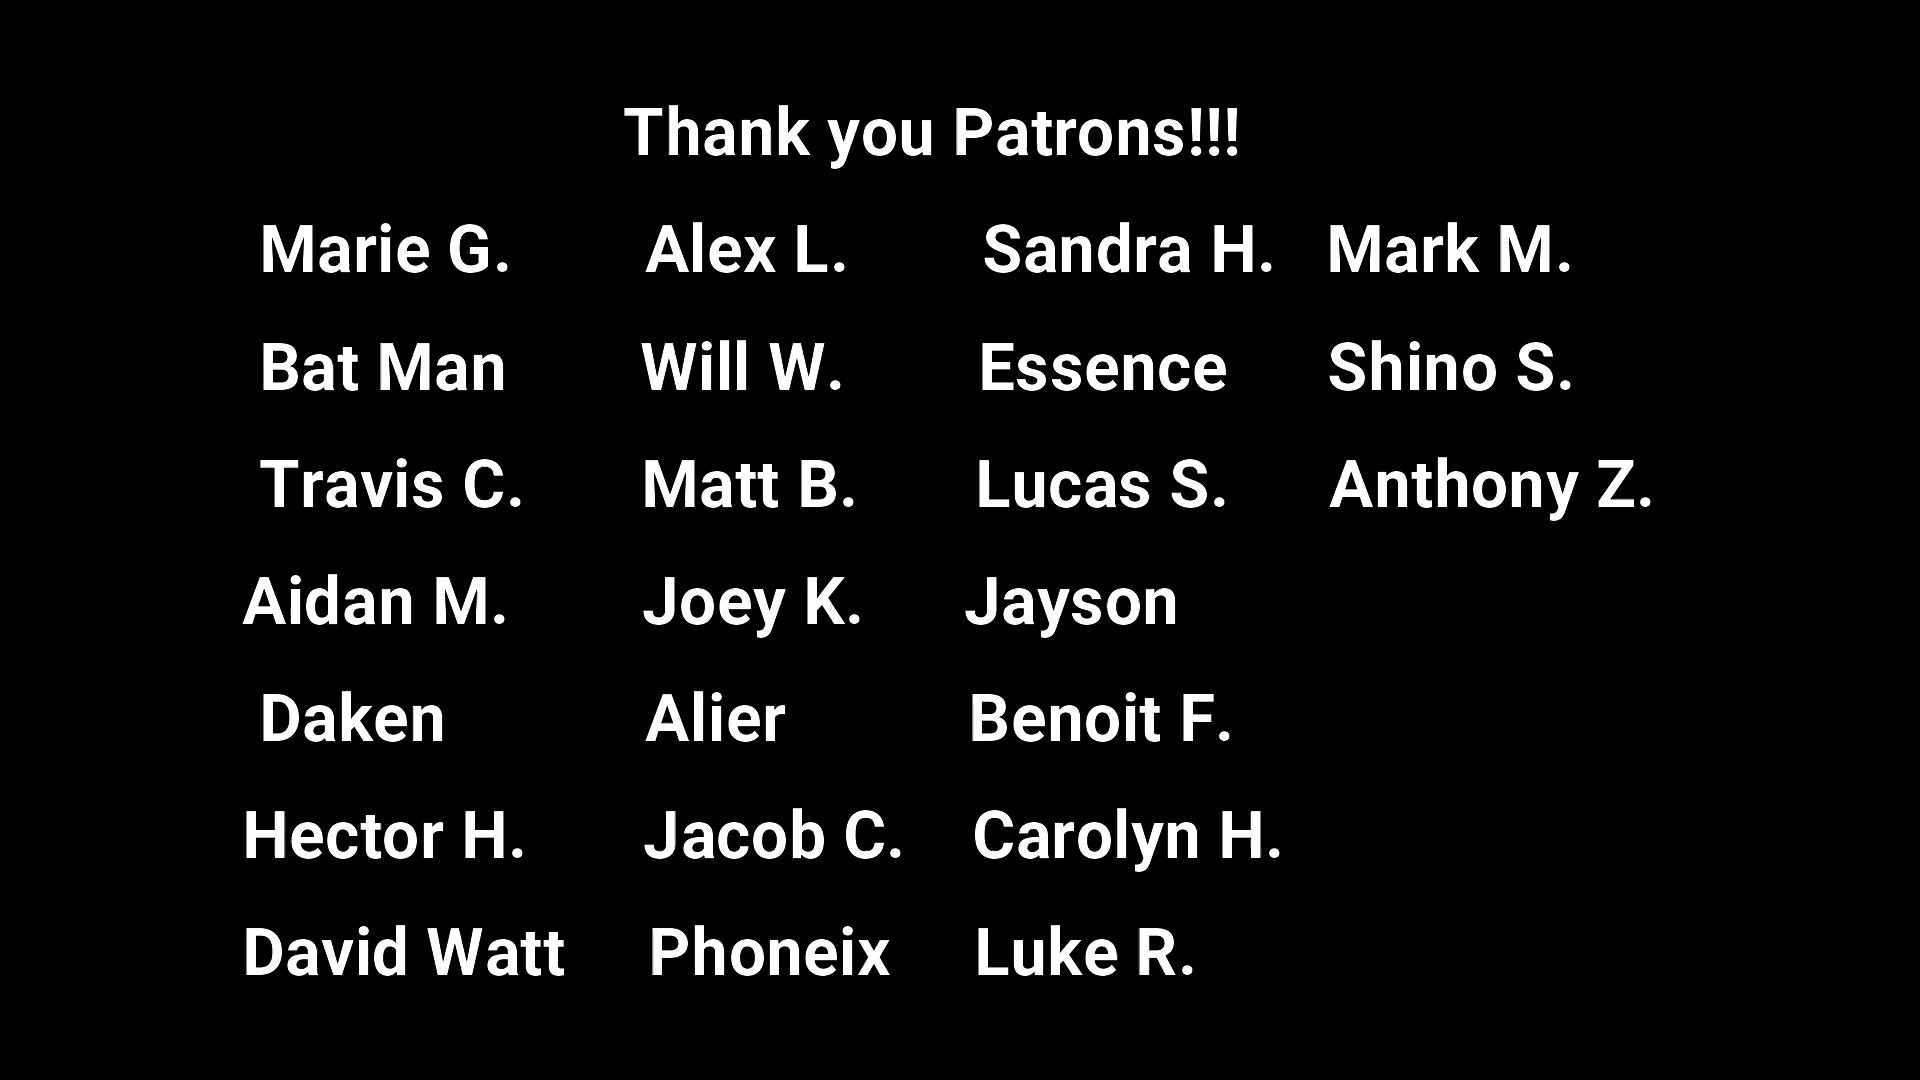 Thank you Patrons!!!
Marie G. Alex L. Sandra H. Mark M.
Bat Man Will W. Essence Shino S.
Travis C. Matt B. Lucas S. Anthony Z.
Aidan M. Joey K. Jayson
Daken Alier Benoit F.
Hector H. Jacob C. Carolyn H.
David Watt Phoneix Luke R.